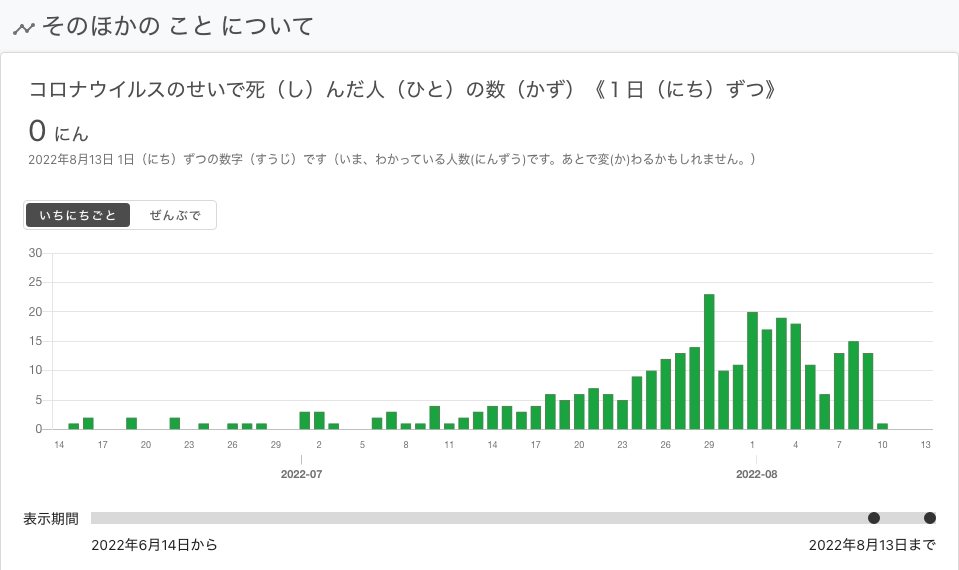 そのほかの こと について
コロナウイルスのせいで死（し）んだ人（ひと）の数（かず）《１日（にち）ずつ》
0 にん
2022年8月13日 1日（にち）ずつの数字（すうじ）です（いま、わかっている人数(にんずう)です。あとで変(か)わるかもしれません。）
いちにちごと ぜんぶで
30
25
20
15
10
5
0
14 17 20 23 26 29 2 5 8 11 14 17 20 23 26 29 1 4 7 10 13
2022-07 2022-08
表示期間
2022年6月14日から 2022年8月13日まで